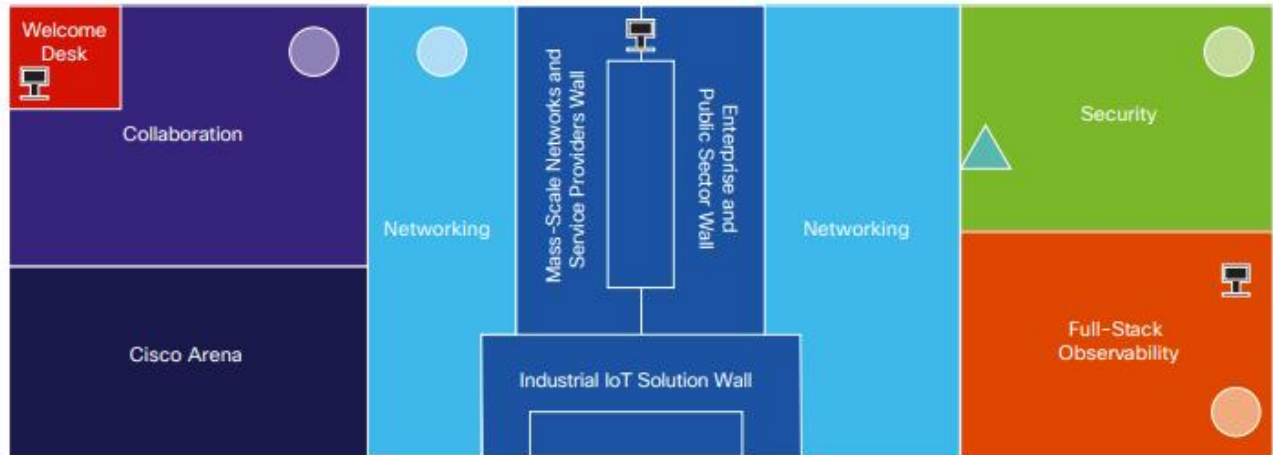 Welcome
Desk
Collaboration
Cisco Arena
Networking
Mass-Scale Networks and
Service Providers Wall
Enterprise and
Public Sector Wall
Industrial IoT Solution Wall
Networking
Security
Full-Stack
Observability